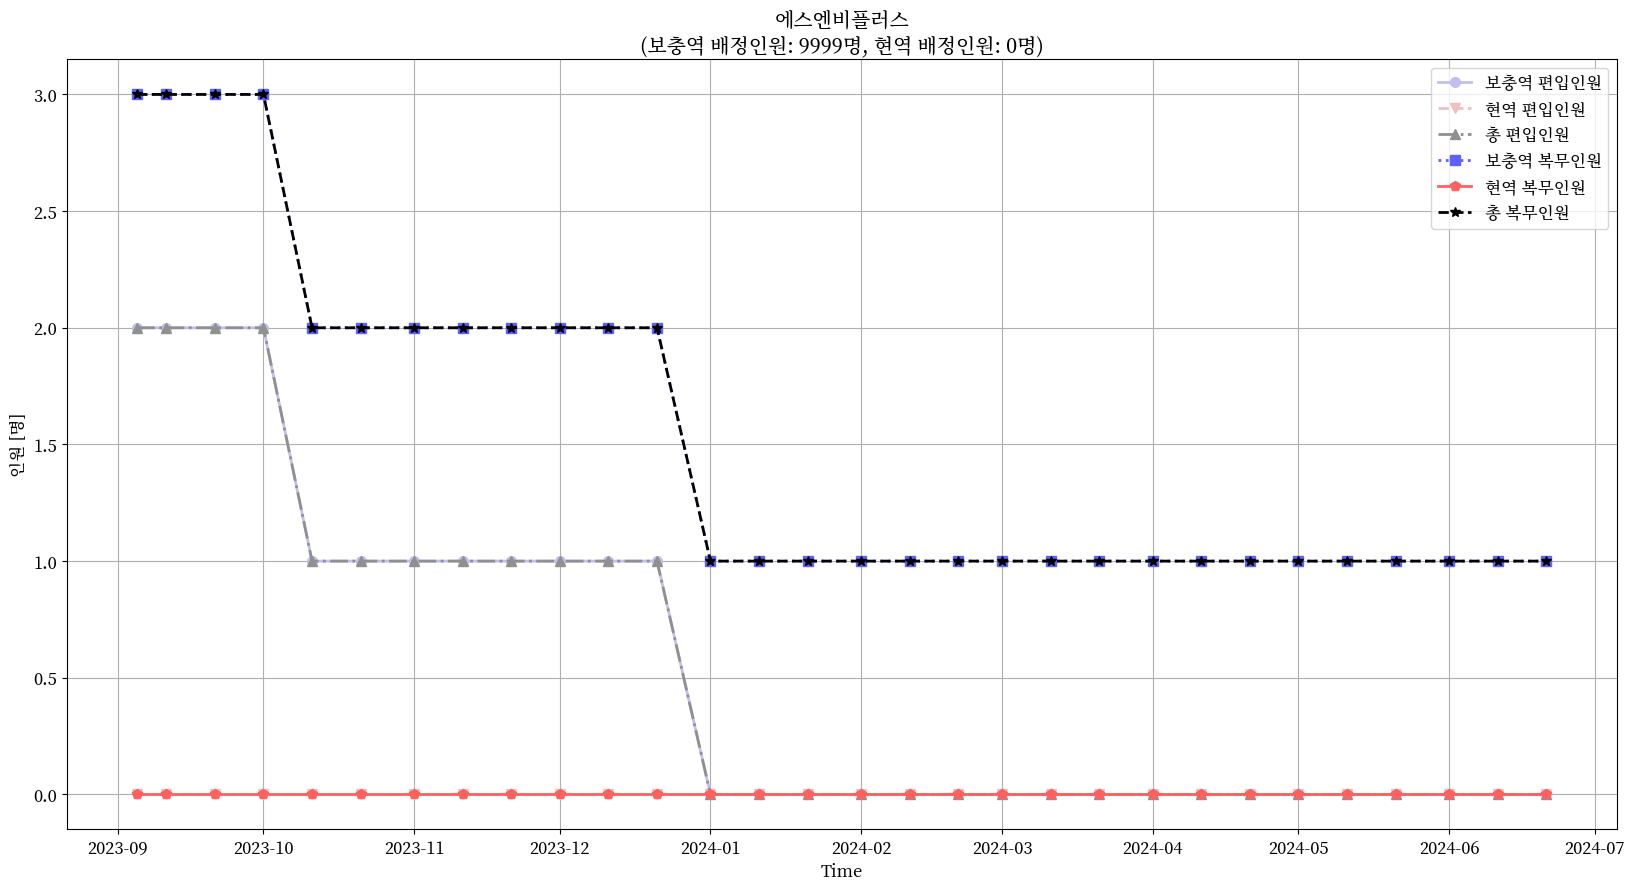 에스엔비플러스
(보충역 배정인원: 9999명, 현역 배정인원: 0명)
보충역 편입인원
현역 편입인원
총 편입인원
보충역 복무인원
현역 복무인원
총 복무인원
인원 [명]
3.0
2.5
2.0
1.5
1.0
0.5
0.0
2023-09 2023-10 2023-11 2023-12 2024-01 2024-02 2024-03 2024-04 2024-05 2024-06 2024-07
Time